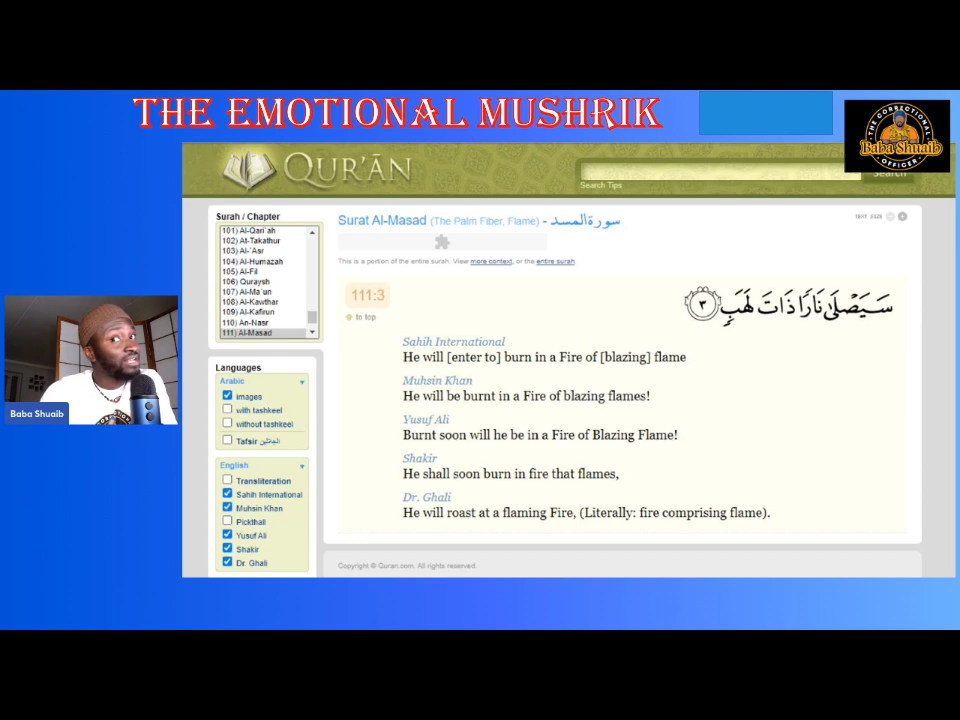 THE EMOTIONAL MUSHRIK
THE CORRECTIONAL
Baba Shuaib
OFFICER
QUR'ĀN
Search
Search Tips
Surah / Chapter
101) Al-Qari`ah
102) At-Takathur
103) Al-`Asr
104) Al-Humazah
105) Al-Fil
106) Quraysh
107) Al-Ma`un
108) Al-Kawthar
109) Al-Kafirun
110) An-Nasr
111) Al-Masad
Surat Al-Masad (The Palm Fiber, Flame) - سورة المسد
TEXT SIZE
This is a portion of the entire surah. View more context, or the entire surah.
111:3
to top
سَيَصْلَىٰ نَارًا ذَاتَ لَهَبٍ ٣
Sahih International
He will [enter to] burn in a Fire of [blazing] flame
Muhsin Khan
He will be burnt in a Fire of blazing flames!
Yusuf Ali
Burnt soon will he be in a Fire of Blazing Flame!
Shakir
He shall soon burn in fire that flames,
Dr. Ghali
He will roast at a flaming Fire, (Literally: fire comprising flame).
Languages
Arabic
images
with tashkeel
without tashkeel
Tafsir الجلالين
English
Transliteration
Sahih International
Muhsin Khan
Pickthall
Yusuf Ali
Shakir
Dr. Ghali
Copyright © Quran.com. All rights reserved.
Baba Shuaib